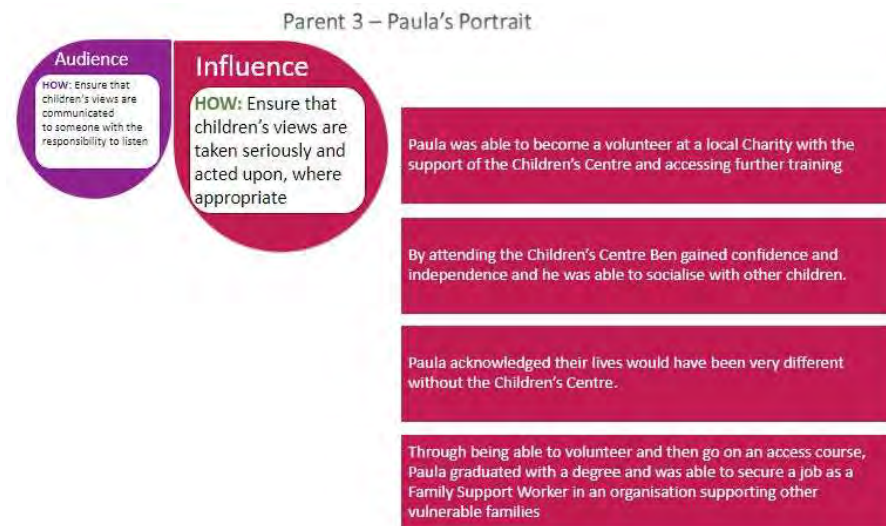 Parent 3 – Paula's Portrait
Audience
HOW: Ensure that
children's views are
communicated
to someone with the
responsibility to listen
Influence
HOW: Ensure that
children's views are
taken seriously and
acted upon, where
appropriate
Paula was able to become a volunteer at a local Charity with the
support of the Children's Centre and accessing further training
By attending the Children's Centre Ben gained confidence and
independence and he was able to socialise with other children.
Paula acknowledged their lives would have been very different
without the Children's Centre.
Through being able to volunteer and then go on an access course,
Paula graduated with a degree and was able to secure a job as a
Family Support Worker in an organisation supporting other
vulnerable families